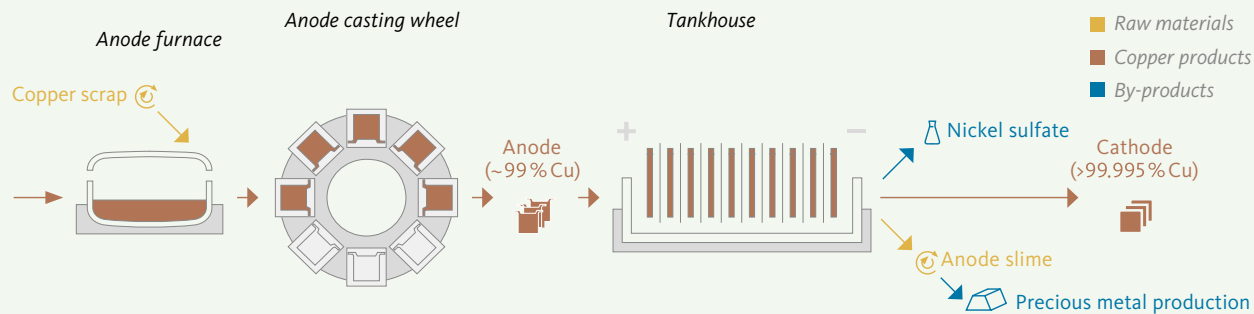 Anode furnace
Anode casting wheel
Tankhouse
Raw materials
Copper products
By-products
Copper scrap
Anode
(~99 % Cu)
+
−
Nickel sulfate
Cathode
(>99.995 % Cu)
Anode slime
Precious metal production